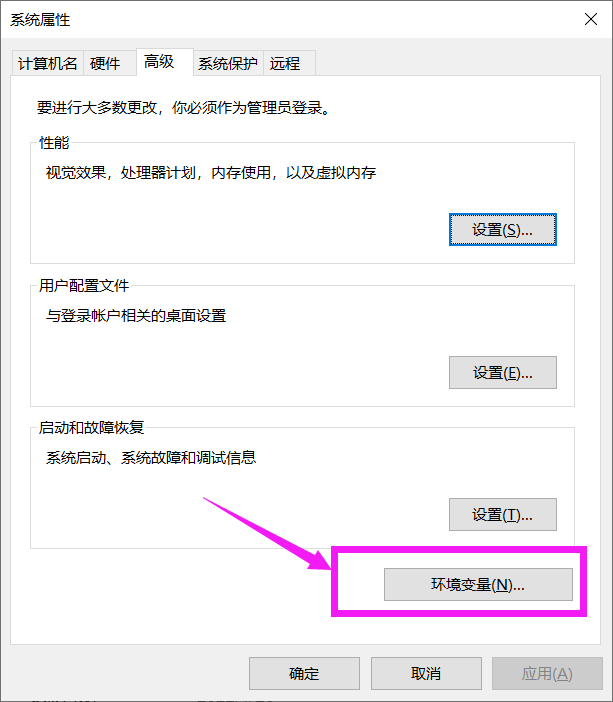 系统属性
计算机名 硬件 高级 系统保护 远程
要进行大多数更改，你必须作为管理员登录。
性能
视觉效果，处理器计划，内存使用，以及虚拟内存
设置(S)...
用户配置文件
与登录帐户相关的桌面设置
设置(E)...
启动和故障恢复
系统启动、系统故障和调试信息
设置(T)...
环境变量(N)...
确定 取消 应用(A)